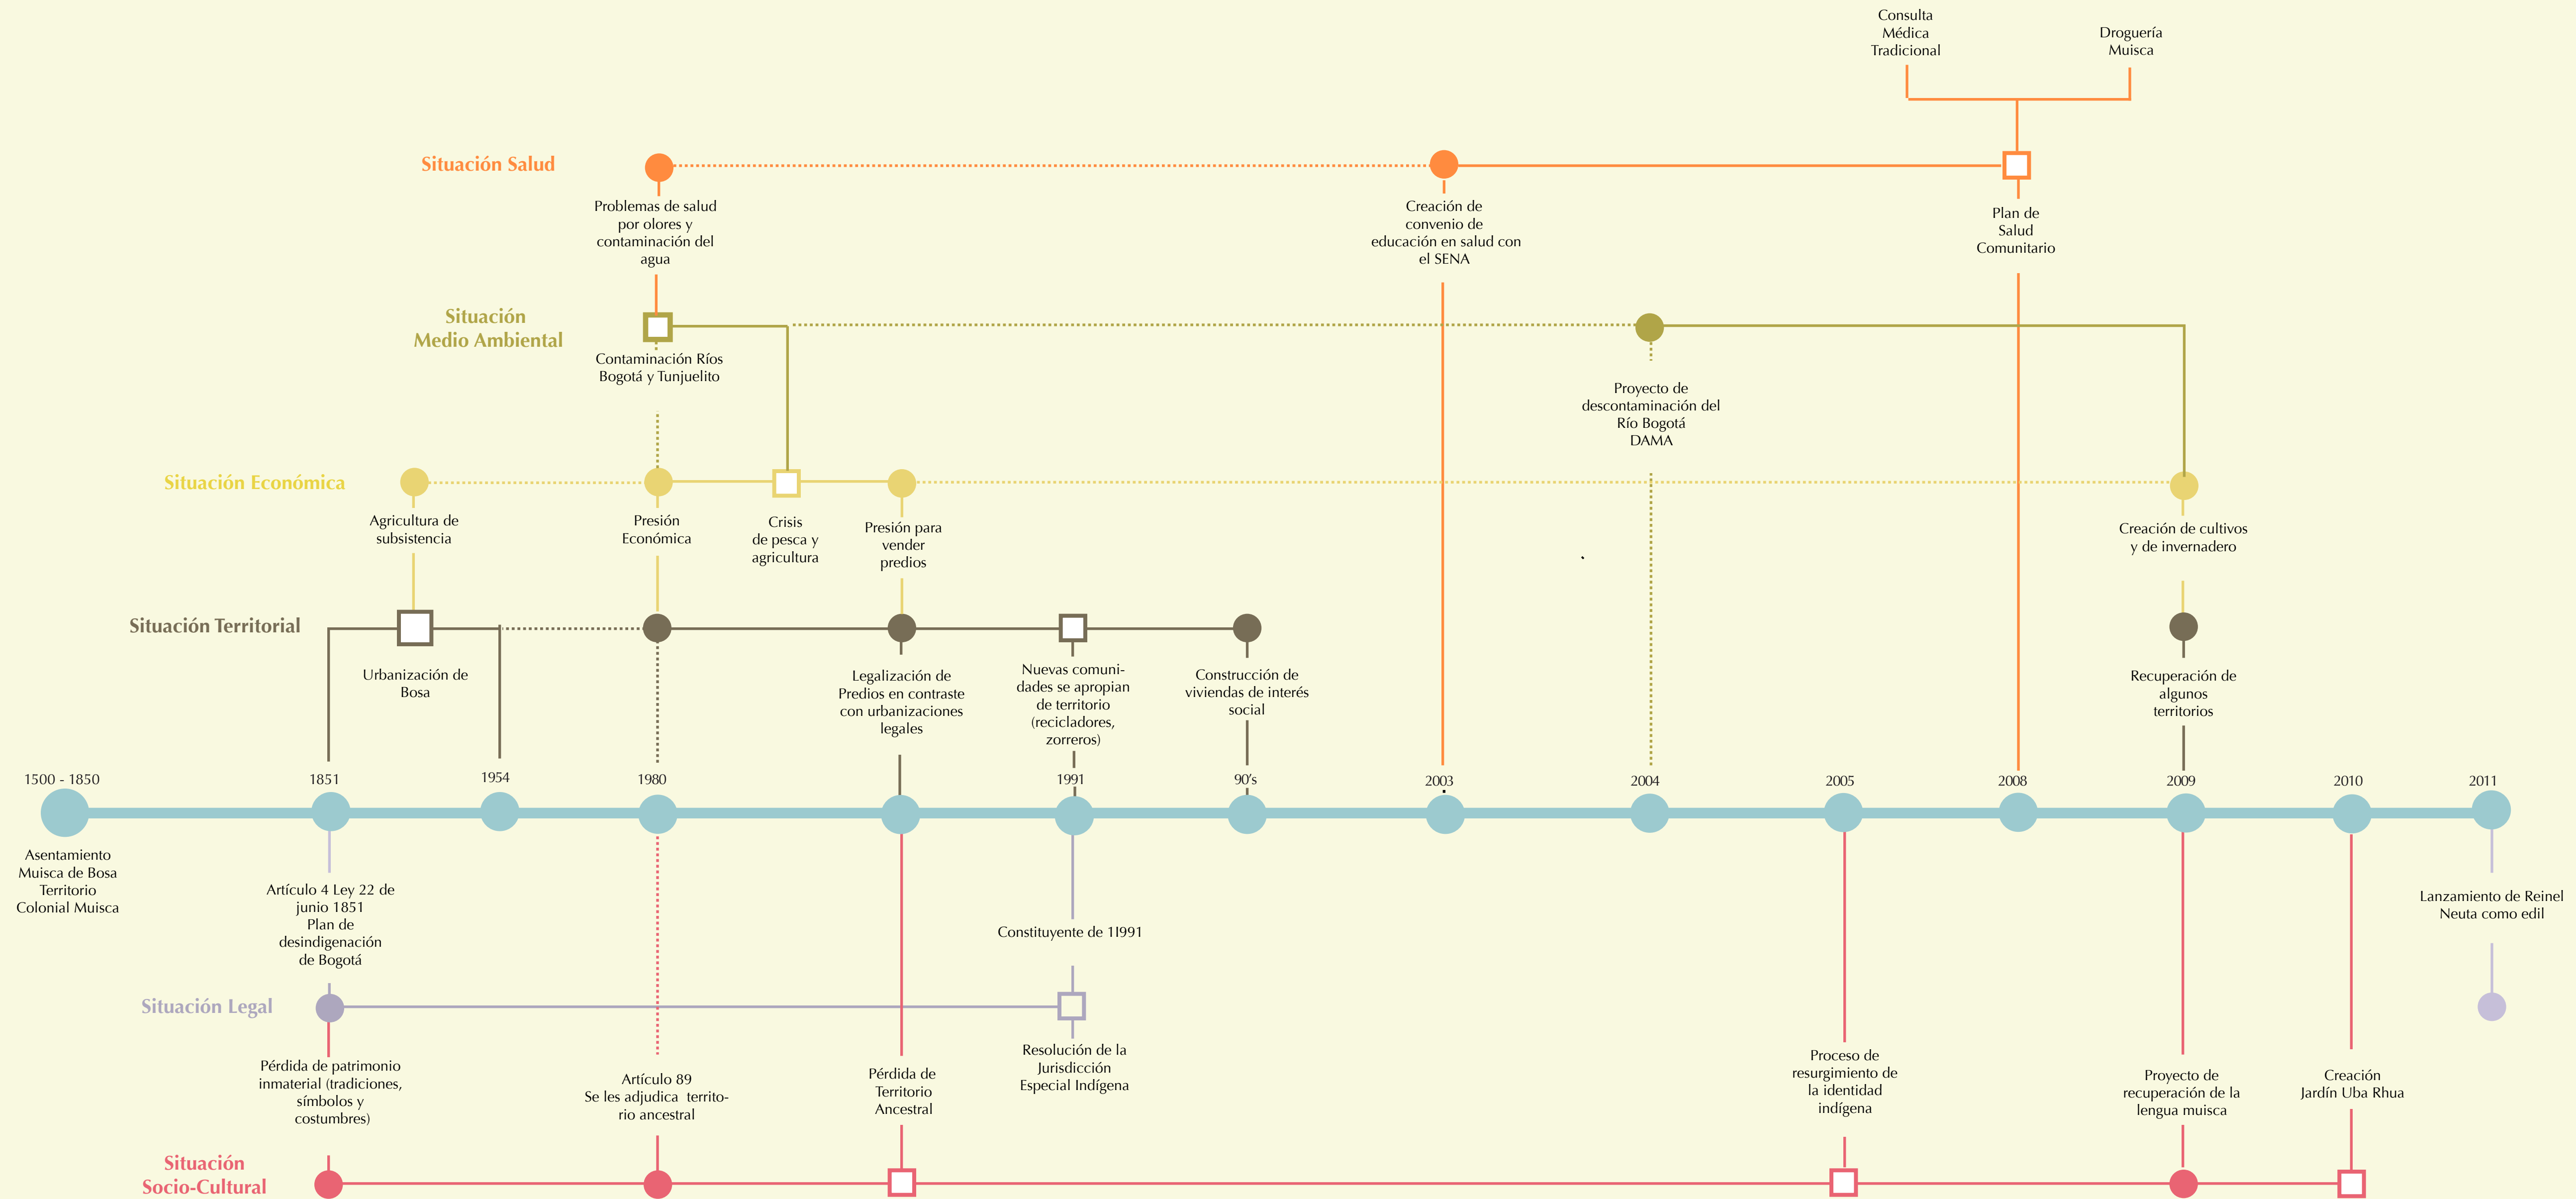 Consulta
Médica
Tradicional
Droguería
Muisca
Situación Salud
Problemas de salud
por olores y
contaminación del
agua
Creación de
convenio de
educación en salud con
el SENA
Plan de
Salud
Comunitario
Situación
Medio Ambiental
Contaminación Ríos
Bogotá y Tunjuelito
Proyecto de
descontaminación del
Río Bogotá
DAMA
Situación Económica
Agricultura de
subsistencia
Presión
Económica
Crisis
de pesca y
agricultura
Presión para
vender
predios
Creación de cultivos
y de invernadero
Situación Territorial
Urbanización de
Bosa
Legalización de
Predios en contraste
con urbanizaciones
legales
Nuevas comuni-
dades se apropian
de territorio
(recicladores,
zorreros)
Construcción de
viviendas de interés
social
Recuperación de
algunos
territorios
1500 - 1850
1851
1954
1980
1991
90's
2003
2004
2005
2008
2009
2010
2011
Asentamiento
Muisca de Bosa
Territorio
Colonial Muisca
Artículo 4 Ley 22 de
junio 1851
Plan de
desindigenación
de Bogotá
Constituyente de 1I991
Lanzamiento de Reinel
Neuta como edil
Situación Legal
Pérdida de patrimonio
inmaterial (tradiciones,
símbolos y
costumbres)
Artículo 89
Se les adjudica territo-
rio ancestral
Pérdida de
Territorio
Ancestral
Resolución de la
Jurisdicción
Especial Indígena
Proceso de
resurgimiento de
la identidad
indígena
Proyecto de
recuperación de la
lengua muisca
Creación
Jardín Uba Rhua
Situación
Socio-Cultural